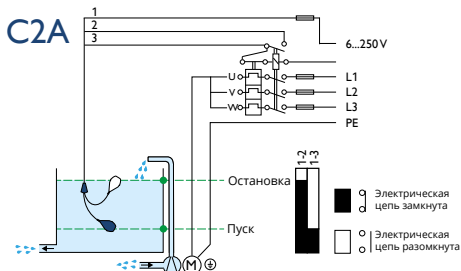 C2A
1
2
3
6...250 V
U
V
W
L1
L2
L3
PE
1-2
1-3
Остановка
Пуск
M
Электрическая
цепь замкнута
Электрическая
цепь разомкнута